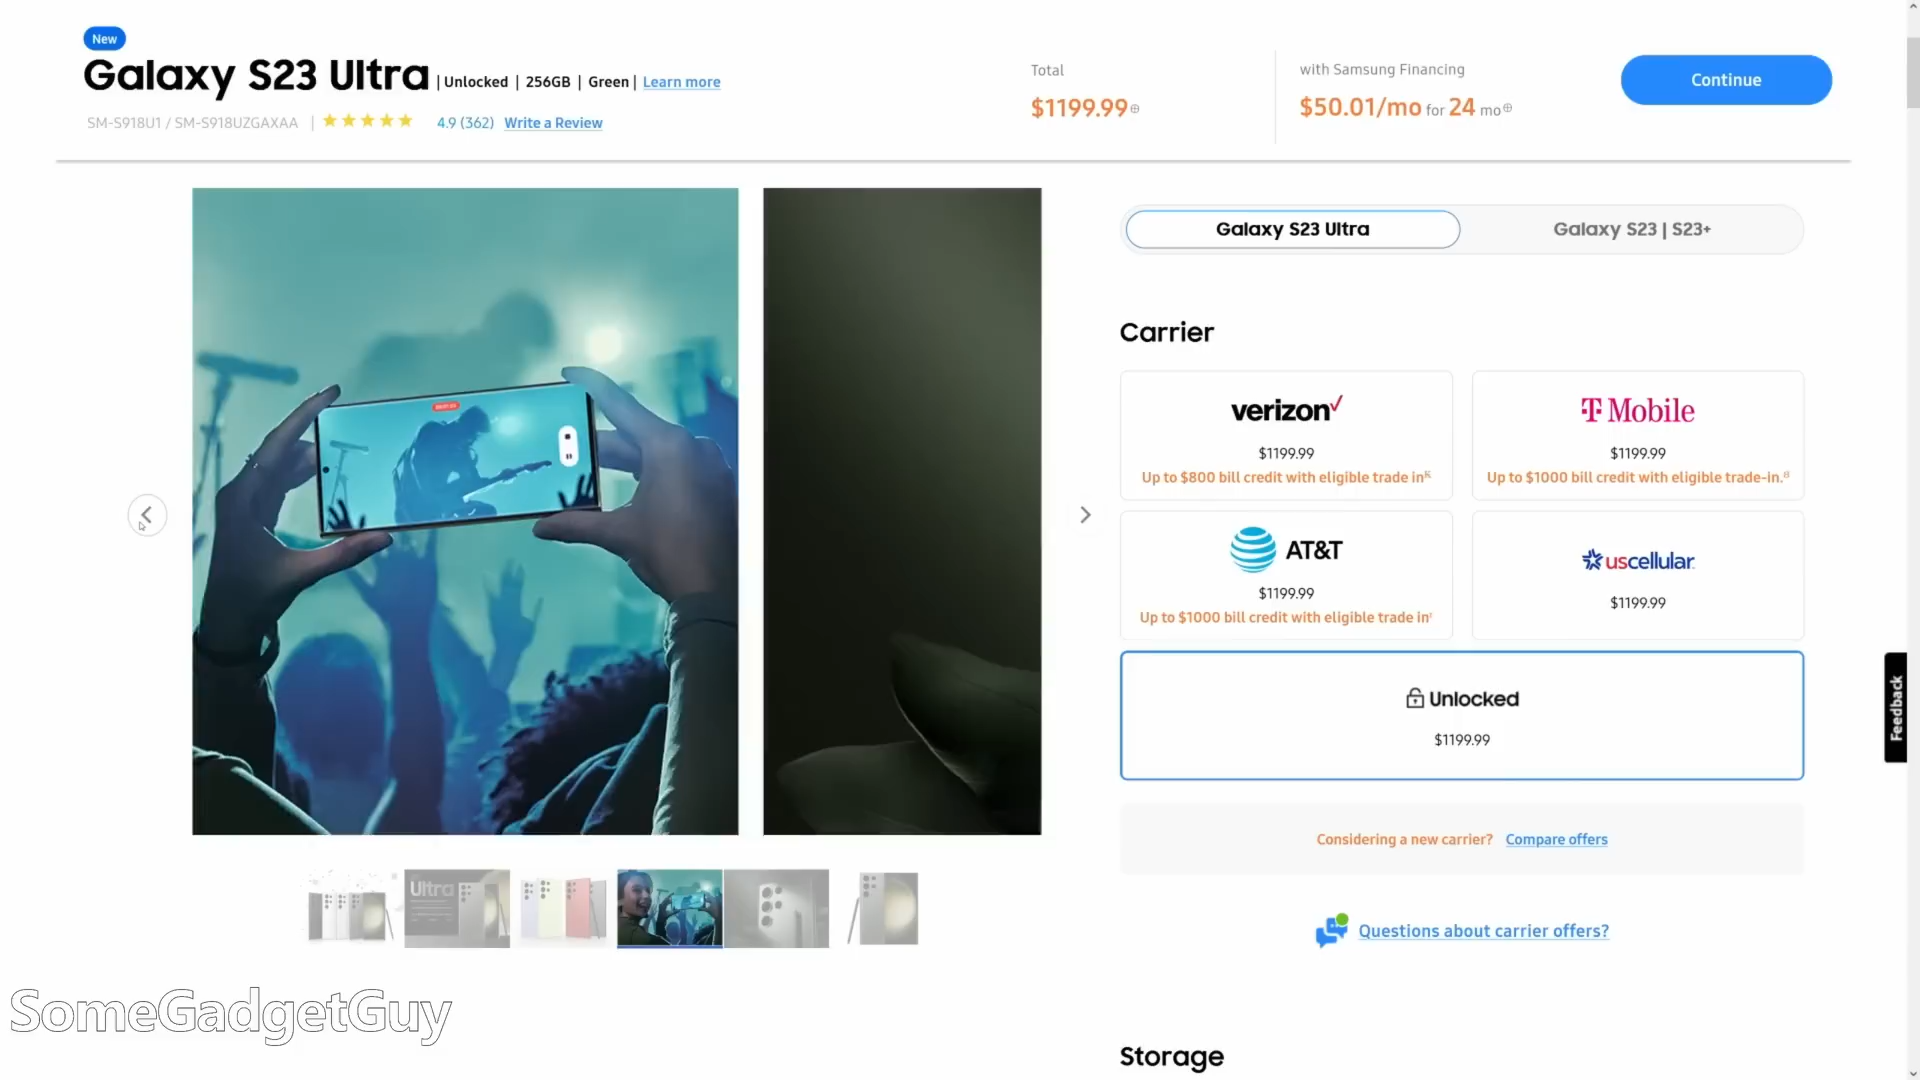 New
Galaxy S23 Ultra | Unlocked | 256GB | Green | Learn more
SM-S918U1 / SM-S918UZGAXAA | 4.9 (362) Write a Review
Total
$1199.99
with Samsung Financing
$50.01/mo for 24 mo
Continue
Galaxy S23 Ultra
Galaxy S23 | S23+
Carrier
verizon
$1199.99
Up to $800 bill credit with eligible trade in
T Mobile
$1199.99
Up to $1000 bill credit with eligible trade-in.
AT&T
$1199.99
Up to $1000 bill credit with eligible trade in
uscellular
$1199.99
Unlocked
$1199.99
Considering a new carrier? Compare offers
Questions about carrier offers?
Feedback
Ultra
SomeGadgetGuy
Storage